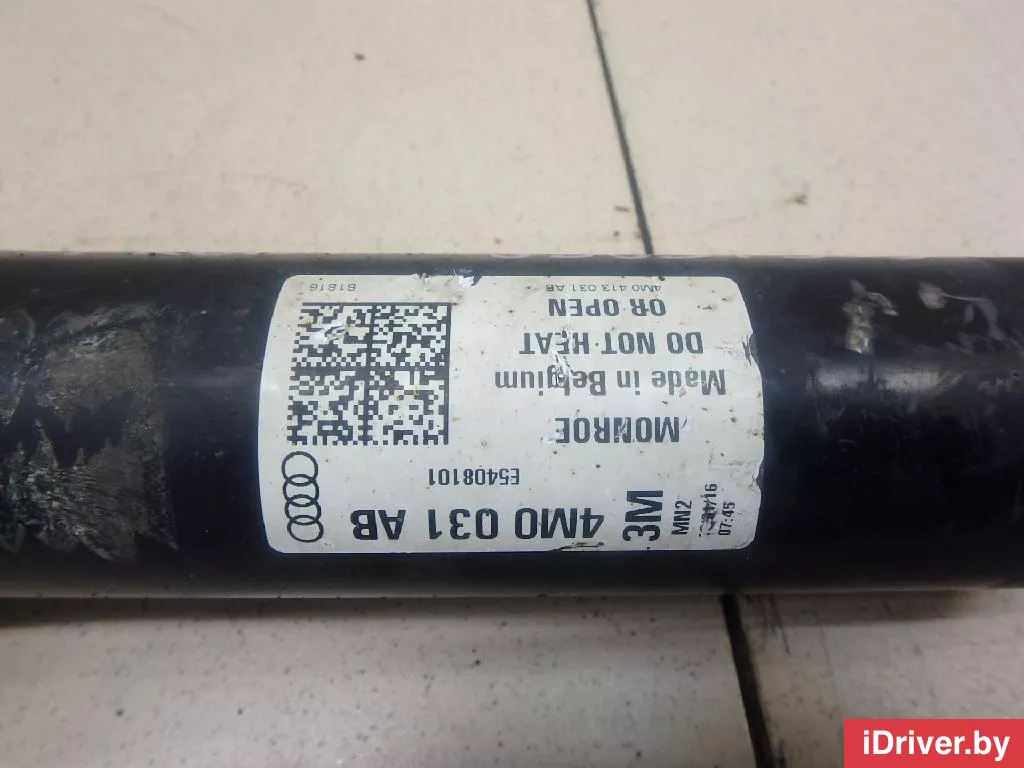 4M0 031 AB
E5408101
3M
MN2
07:45
MONROE
Made in Belgium
DO NOT HEAT
OR OPEN
4M0 413 031 AB
iDriver.by